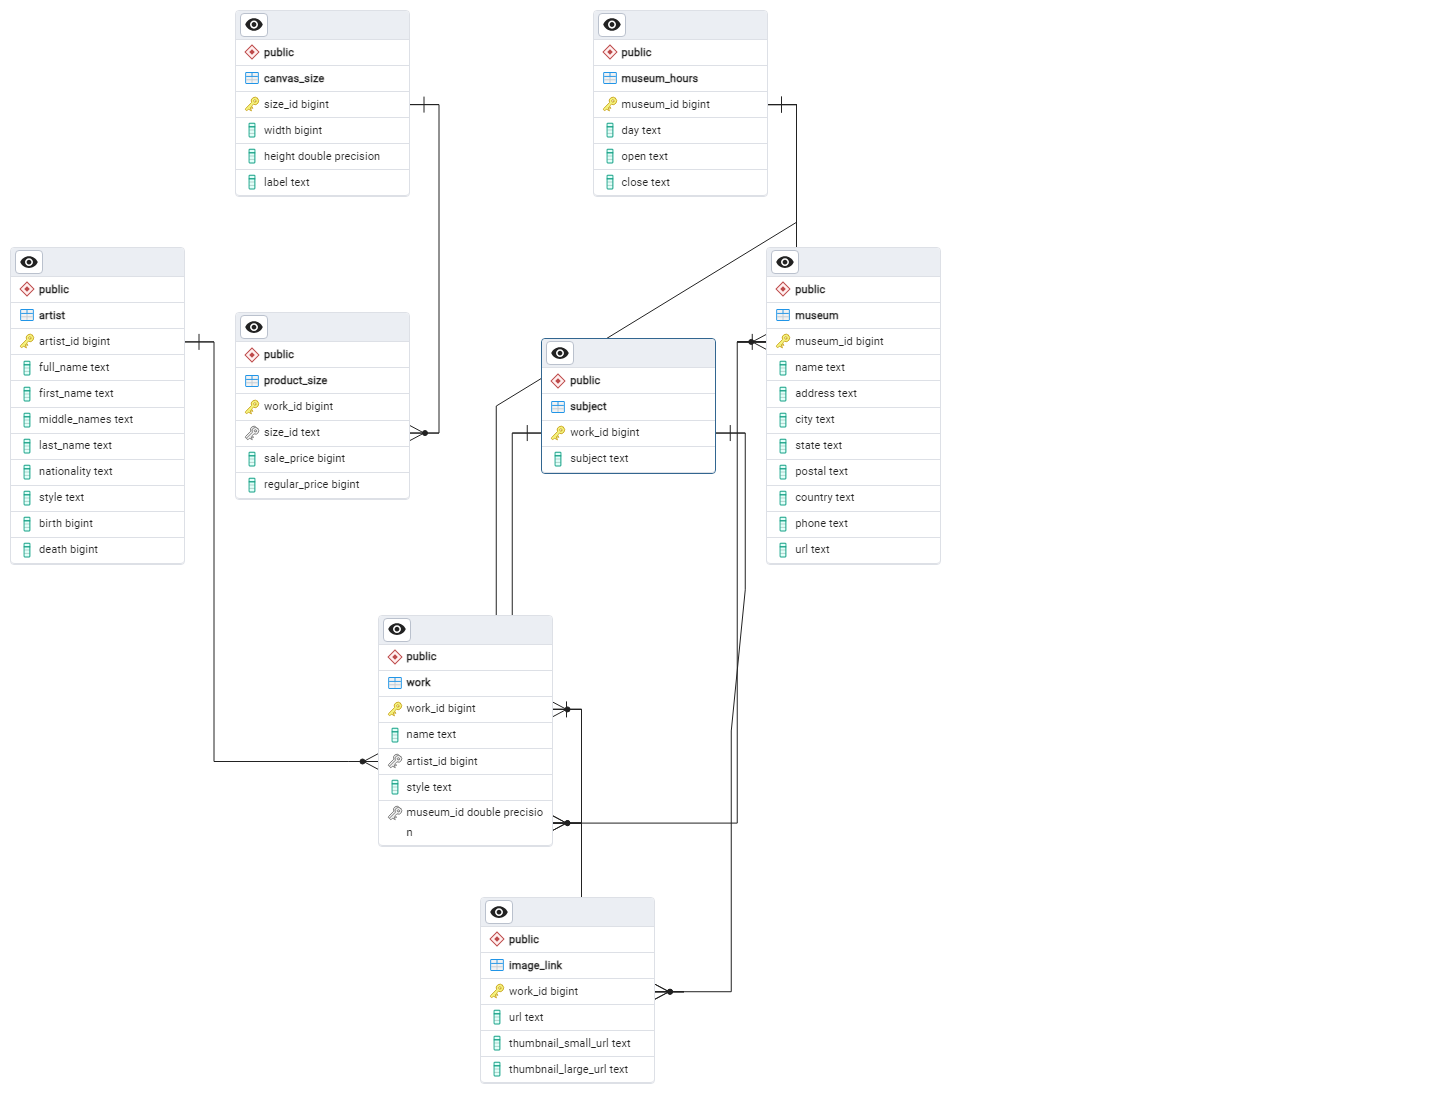 public
canvas_size
size_id bigint
width bigint
height double precision
label text
public
museum_hours
museum_id bigint
day text
open text
close text
public
artist
artist_id bigint
full_name text
first_name text
middle_names text
last_name text
nationality text
style text
birth bigint
death bigint
public
product_size
work_id bigint
size_id text
sale_price bigint
regular_price bigint
public
subject
work_id bigint
subject text
public
museum
museum_id bigint
name text
address text
city text
state text
postal text
country text
phone text
url text
public
work
work_id bigint
name text
artist_id bigint
style text
museum_id double precisio
n
public
image_link
work_id bigint
url text
thumbnail_small_url text
thumbnail_large_url text